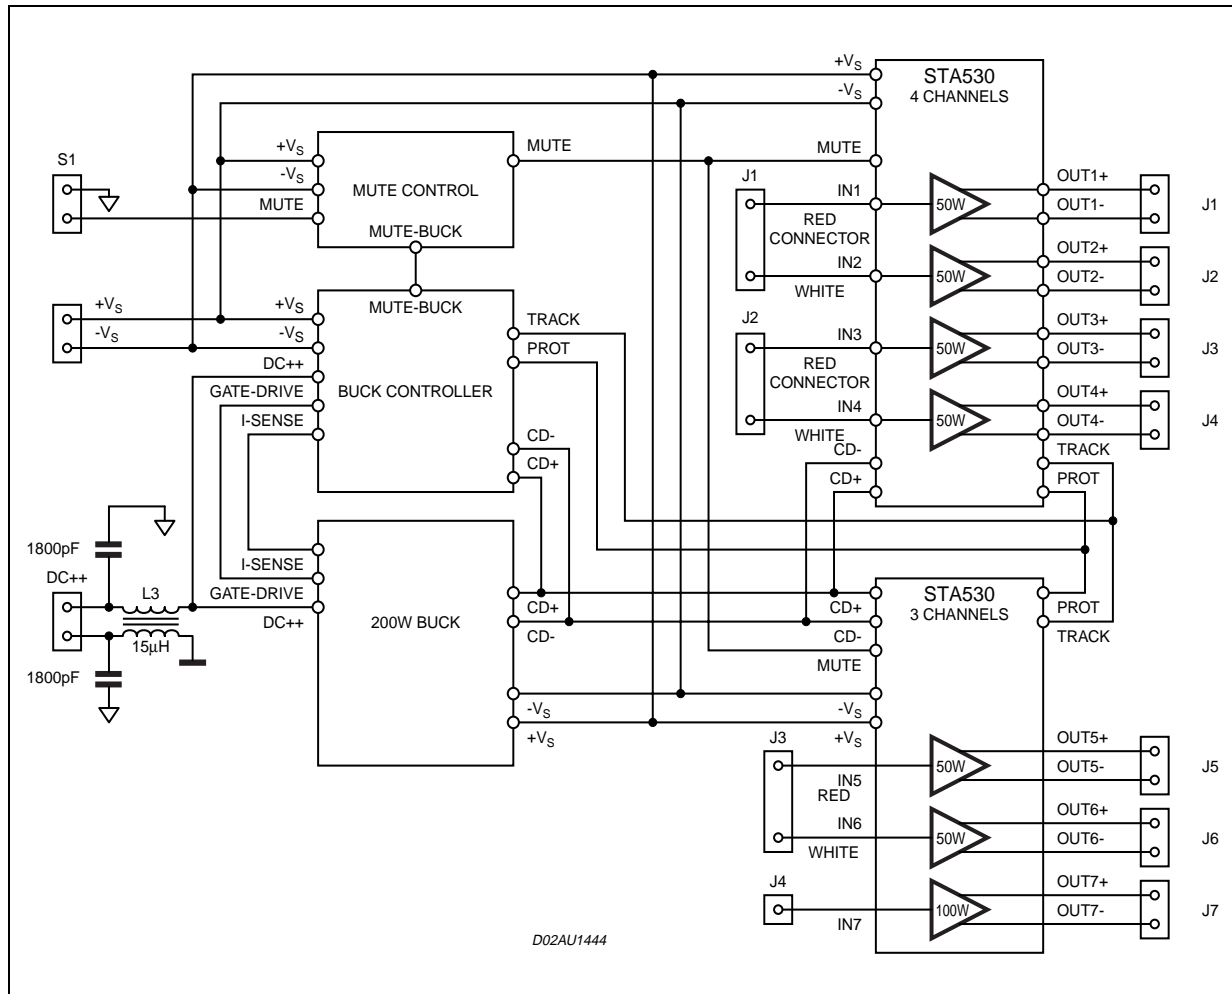 +VS
-VS
STA530
4 CHANNELS
S1
+VS
-VS
MUTE
MUTE CONTROL
MUTE-BUCK
MUTE
MUTE
J1
IN1
RED
CONNECTOR
IN2
WHITE
50W
50W
OUT1+
OUT1-
J1
OUT2+
OUT2-
J2
+VS
-VS
+VS
-VS
DC++
GATE-DRIVE
I-SENSE
MUTE-BUCK
BUCK CONTROLLER
TRACK
PROT
CD-
CD+
J2
IN3
RED
CONNECTOR
IN4
WHITE
CD-
CD+
50W
50W
OUT3+
OUT3-
J3
OUT4+
OUT4-
J4
TRACK
PROT
1800pF
DC++
L3
15μH
1800pF
I-SENSE
GATE-DRIVE
DC++
200W BUCK
CD+
CD-
-VS
+VS
STA530
3 CHANNELS
CD+
CD-
MUTE
-VS
+VS
PROT
TRACK
J3
IN5
RED
IN6
WHITE
J4
IN7
50W
50W
100W
OUT5+
OUT5-
J5
OUT6+
OUT6-
J6
OUT7+
OUT7-
J7
D02AU1444